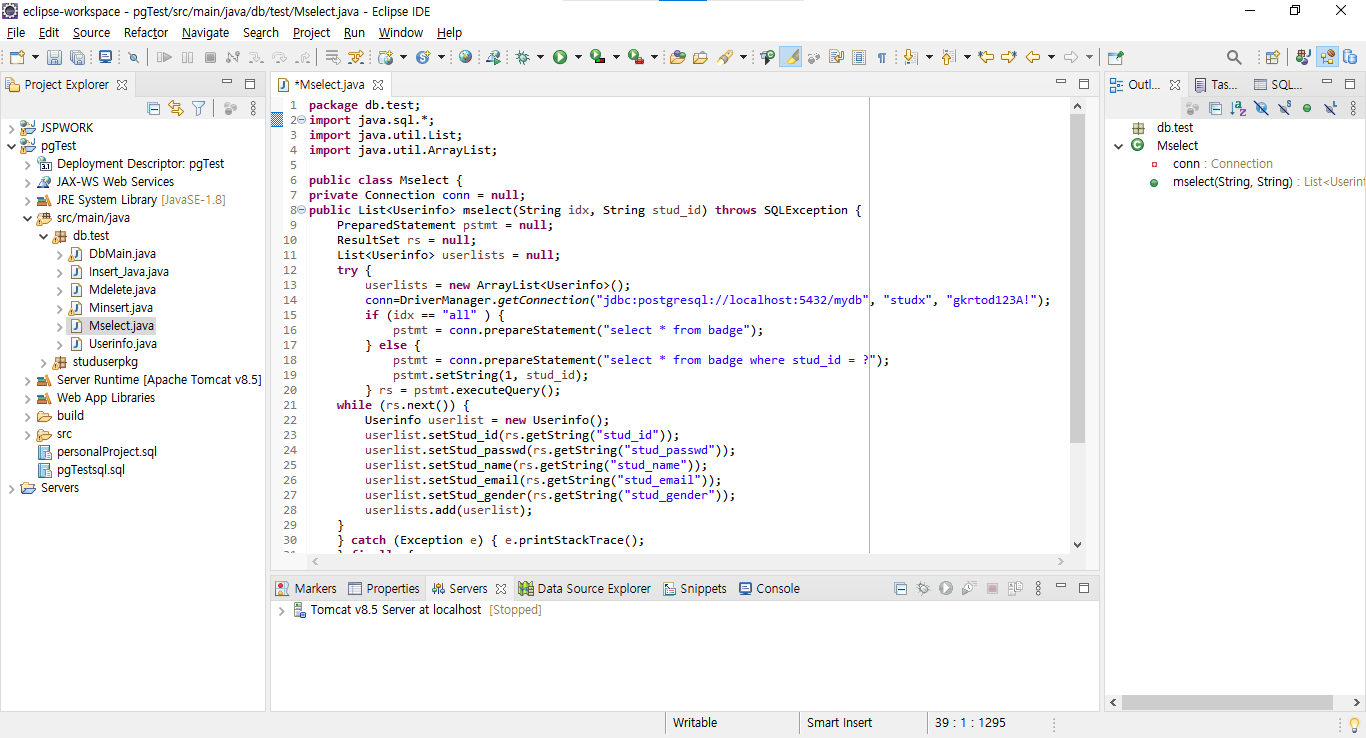 eclipse-workspace - pgTest/src/main/java/db/test/Mselect.java - Eclipse IDE
File Edit Source Refactor Navigate Search Project Run Window Help
Project Explorer
JSPWORK
pgTest
Deployment Descriptor: pgTest
JAX-WS Web Services
JRE System Library [JavaSE-1.8]
src/main/java
db.test
DbMain.java
Insert_Java.java
Mdelete.java
Minsert.java
Mselect.java
Userinfo.java
studuserpkg
Server Runtime [Apache Tomcat v8.5]
Web App Libraries
build
src
personalProject.sql
pgTestsql.sql
Servers
*Mselect.java
1 package db.test;
2 import java.sql.*;
3 import java.util.List;
4 import java.util.ArrayList;
5
6 public class Mselect {
7 private Connection conn = null;
8 public List<Userinfo> mselect(String idx, String stud_id) throws SQLException {
9 PreparedStatement pstmt = null;
10 ResultSet rs = null;
11 List<Userinfo> userlists = null;
12 try {
13 userlists = new ArrayList<Userinfo>();
14 conn=DriverManager.getConnection("jdbc:postgresql://localhost:5432/mydb", "studx", "gkrtod123A!");
15 if (idx == "all" ) {
16 pstmt = conn.prepareStatement("select * from badge");
17 } else {
18 pstmt = conn.prepareStatement("select * from badge where stud_id = ?");
19 pstmt.setString(1, stud_id);
20 } rs = pstmt.executeQuery();
21 while (rs.next()) {
22 Userinfo userlist = new Userinfo();
23 userlist.setStud_id(rs.getString("stud_id"));
24 userlist.setStud_passwd(rs.getString("stud_passwd"));
25 userlist.setStud_name(rs.getString("stud_name"));
26 userlist.setStud_email(rs.getString("stud_email"));
27 userlist.setStud_gender(rs.getString("stud_gender"));
28 userlists.add(userlist);
29 }
30 } catch (Exception e) { e.printStackTrace();
Markers Properties Servers Data Source Explorer Snippets Console
Tomcat v8.5 Server at localhost [Stopped]
Outl... Tas... SQL...
db.test
Mselect
conn : Connection
mselect(String, String) : List<Userin
Writable Smart Insert 39 : 1 : 1295